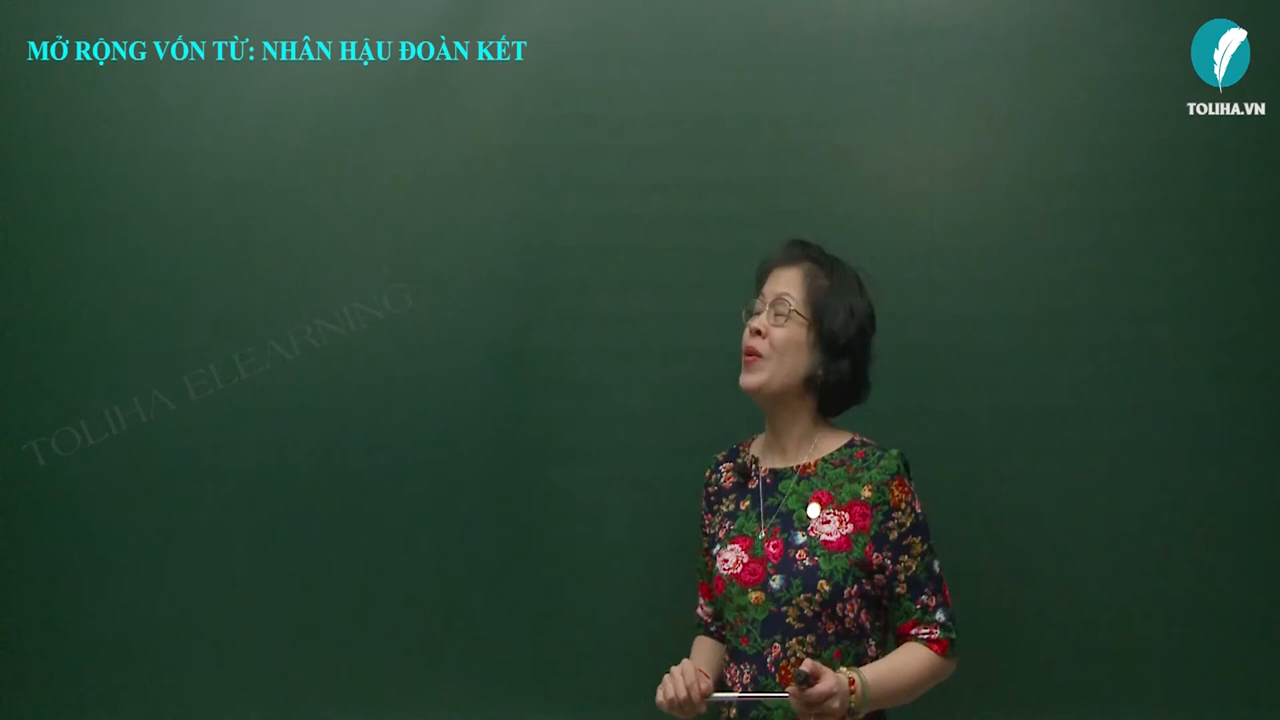 MỞ RỘNG VỐN TỪ: NHÂN HẬU ĐOÀN KẾT
TOLIHA.VN
TOLIHA ELEARNING